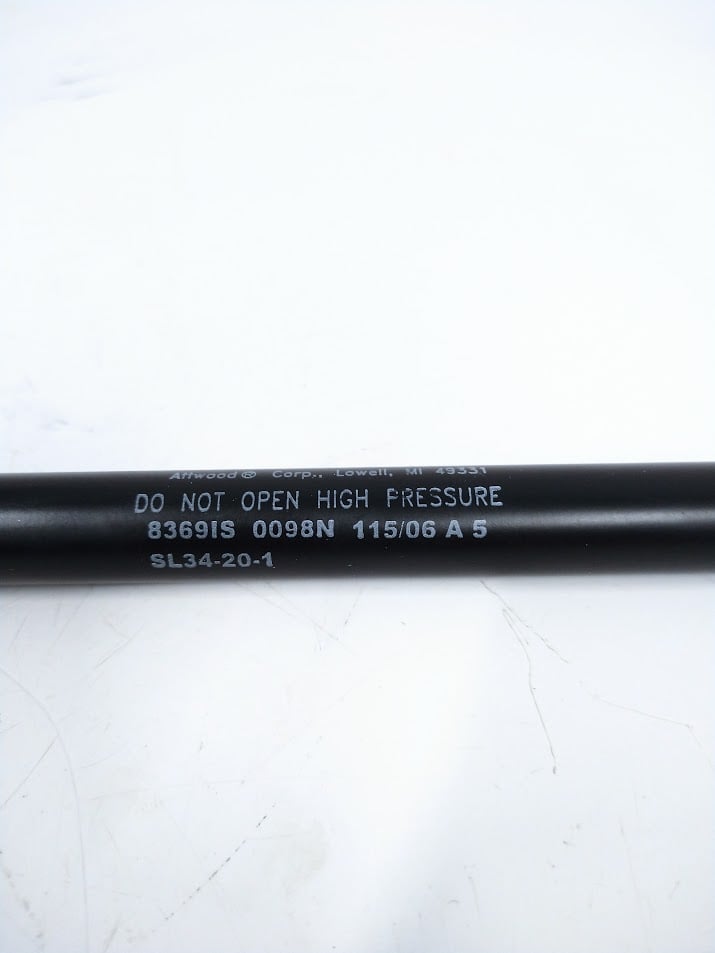 Attwood® Corp., Lowell, MI 49331
DO NOT OPEN HIGH PRESSURE
8369IS 0098N 115/06 A 5
SL34-20-1